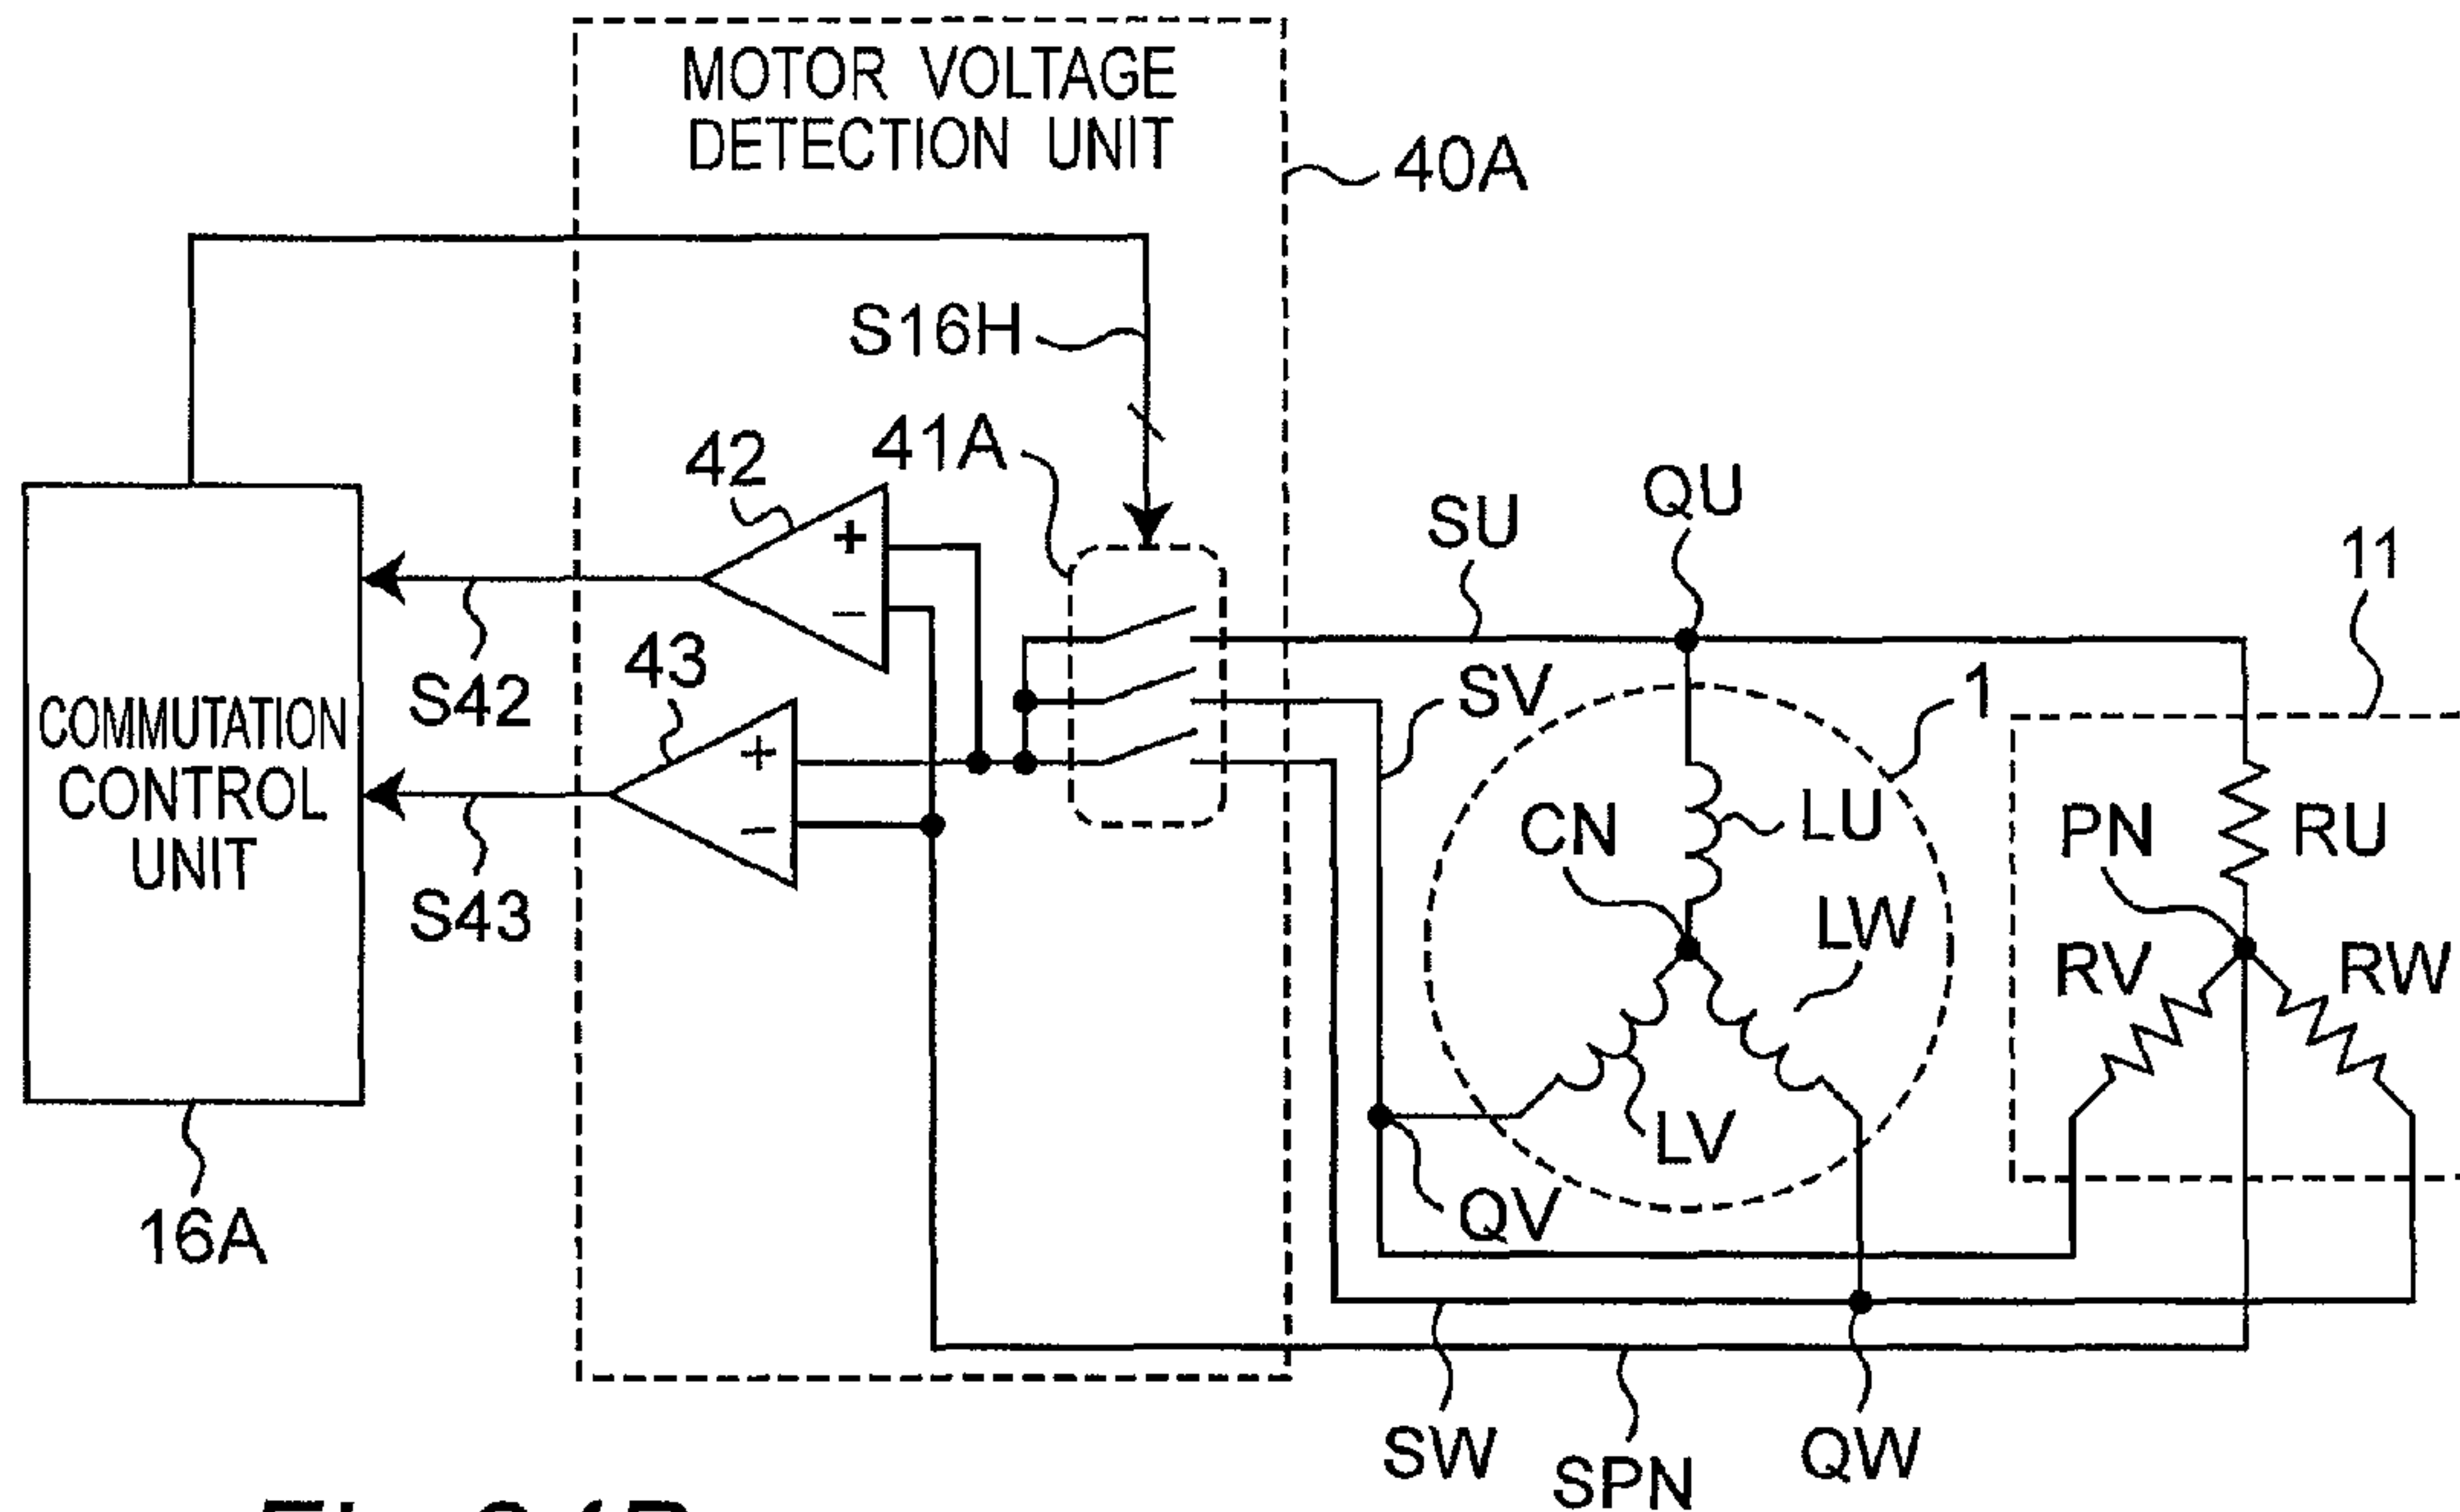 MOTOR VOLTAGE
DETECTION UNIT
40A
S16H
41A
42
QU
SU
11
+
−
43
SV
1
S42
COMMUTATION
CONTROL
UNIT
+
−
CN
LU
PN
RU
S43
LW
RV
RW
LV
QV
16A
SW
SPN
QW